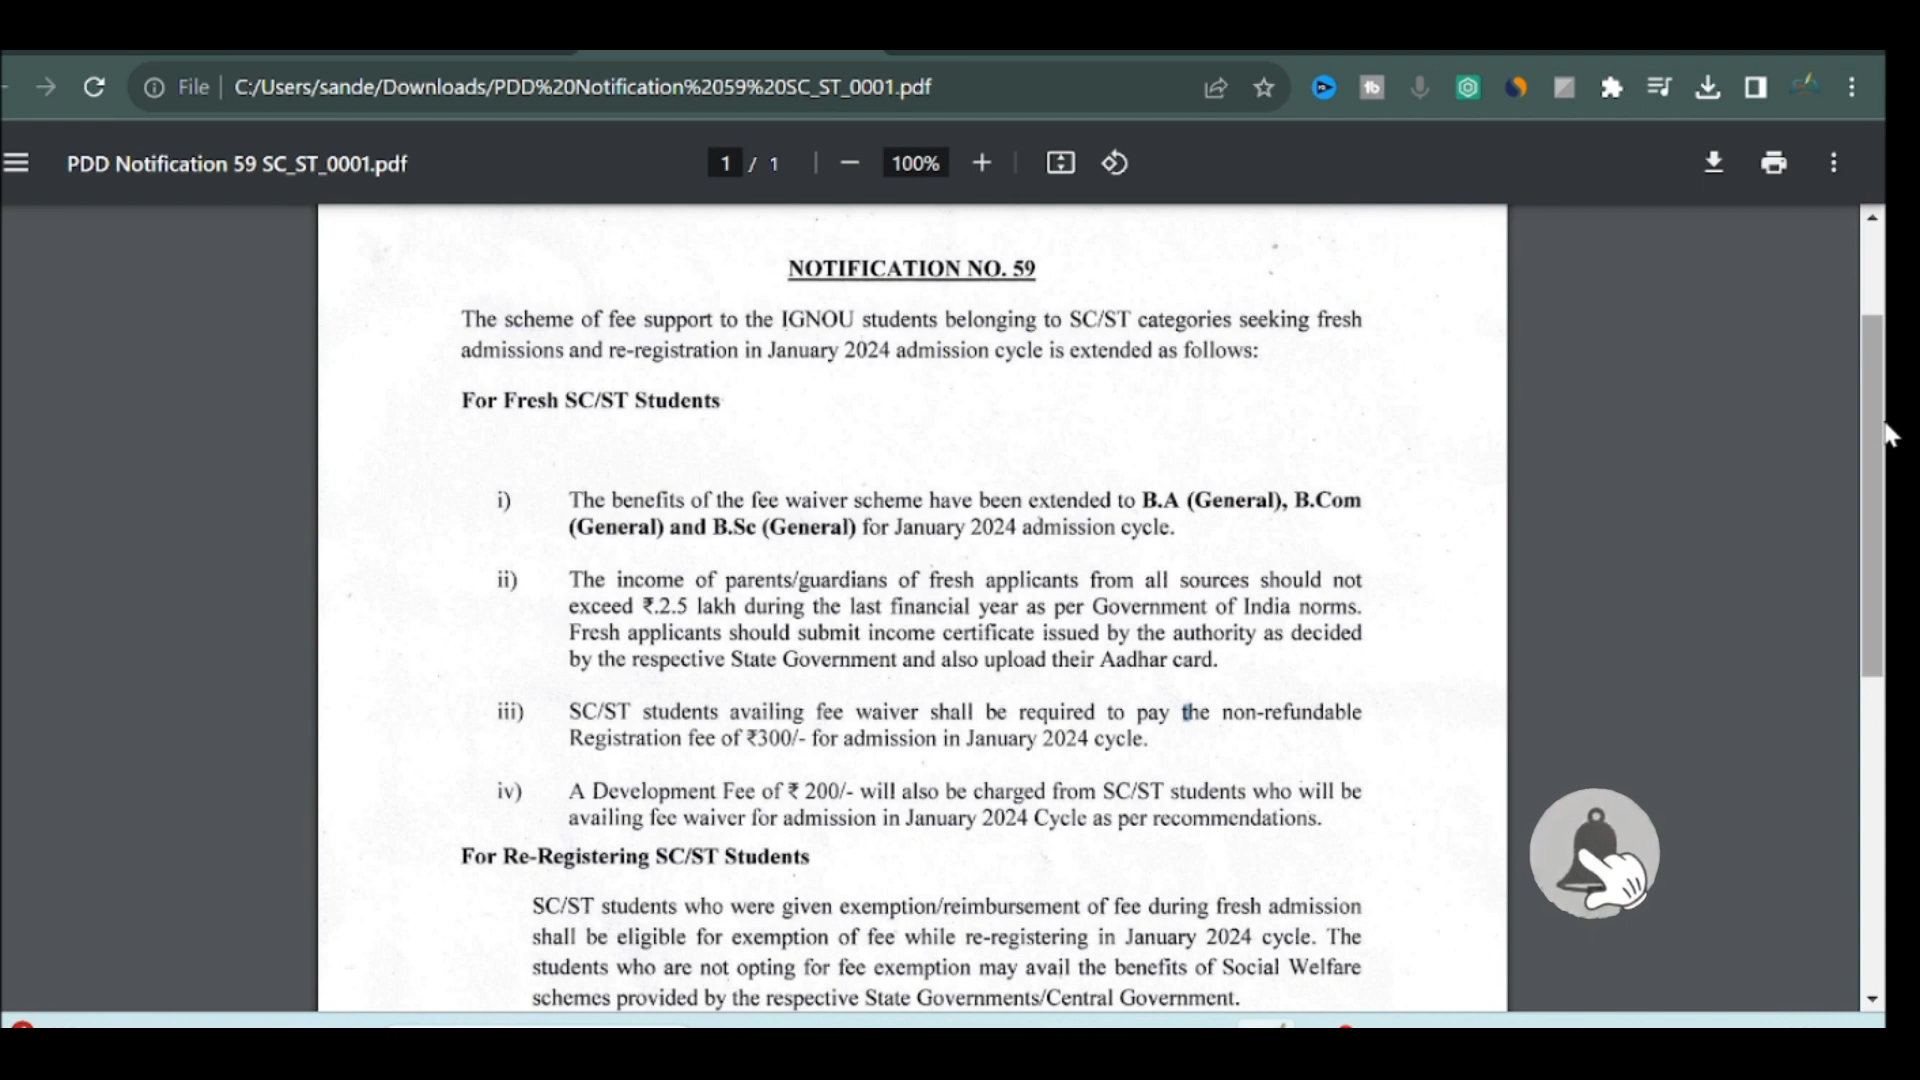 File | C:/Users/sande/Downloads/PDD%20Notification%2059%20SC_ST_0001.pdf
PDD Notification 59 SC_ST_0001.pdf
1 / 1
100%
NOTIFICATION NO. 59
The scheme of fee support to the IGNOU students belonging to SC/ST categories seeking fresh
admissions and re-registration in January 2024 admission cycle is extended as follows:
For Fresh SC/ST Students
i) The benefits of the fee waiver scheme have been extended to B.A (General), B.Com
(General) and B.Sc (General) for January 2024 admission cycle.
ii) The income of parents/guardians of fresh applicants from all sources should not
exceed ₹.2.5 lakh during the last financial year as per Government of India norms.
Fresh applicants should submit income certificate issued by the authority as decided
by the respective State Government and also upload their Aadhar card.
iii) SC/ST students availing fee waiver shall be required to pay the non-refundable
Registration fee of ₹300/- for admission in January 2024 cycle.
iv) A Development Fee of ₹ 200/- will also be charged from SC/ST students who will be
availing fee waiver for admission in January 2024 Cycle as per recommendations.
For Re-Registering SC/ST Students
SC/ST students who were given exemption/reimbursement of fee during fresh admission
shall be eligible for exemption of fee while re-registering in January 2024 cycle. The
students who are not opting for fee exemption may avail the benefits of Social Welfare
schemes provided by the respective State Governments/Central Government.